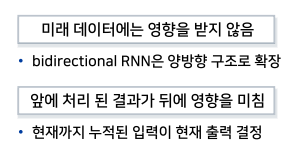 미래 데이터에는 영향을 받지 않음
• bidirectional RNN은 양방향 구조로 확장
앞에 처리 된 결과가 뒤에 영향을 미침
• 현재까지 누적된 입력이 현재 출력 결정